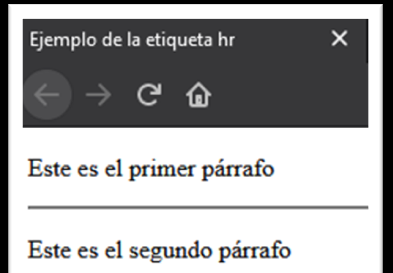 Ejemplo de la etiqueta hr
Este es el primer párrafo
Este es el segundo párrafo